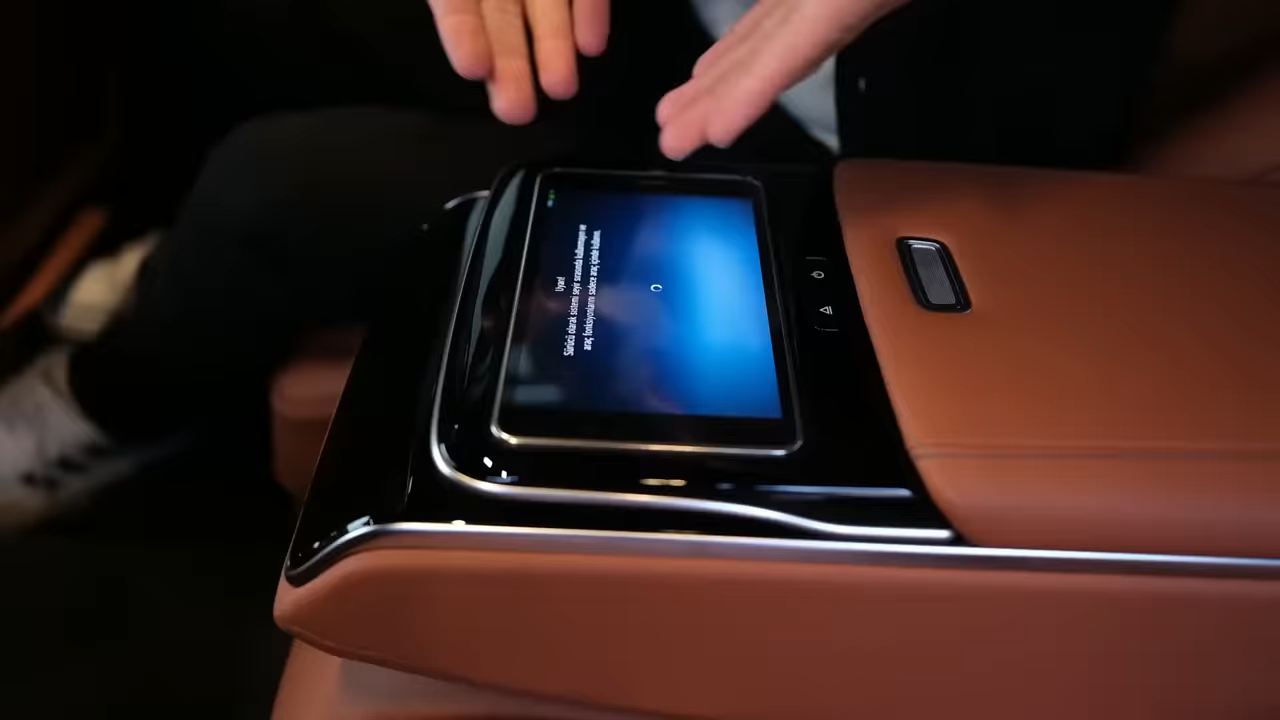 Uyarı!
Sürücü olarak sistemi seyir sırasında kullanmayın ve
araç fonksiyonlarını sadece araç içinde kullanın.